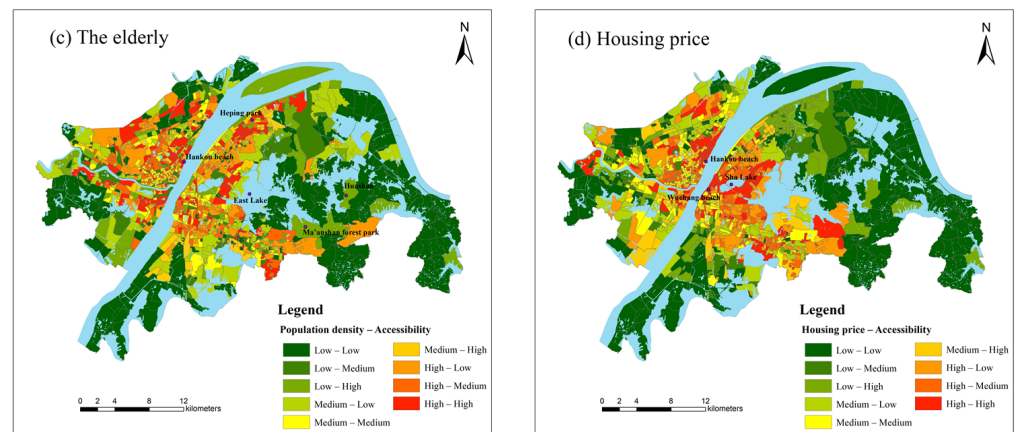 (c) The elderly
N
Heping park
Hankou beach
Huashan
East Lake
Ma'anshan forest park
Legend
Population density – Accessibility
Low – Low
Low – Medium
Low – High
Medium – Low
Medium – Medium
Medium – High
High – Low
High – Medium
High – High
0 2 4 8 12
kilometers
(d) Housing price
N
Hankou beach
Sha Lake
Wuchang beach
Legend
Housing price – Accessibility
Low – Low
Low – Medium
Low – High
Medium – Low
Medium – Medium
Medium – High
High – Low
High – Medium
High – High
0 2 4 8 12
kilometers